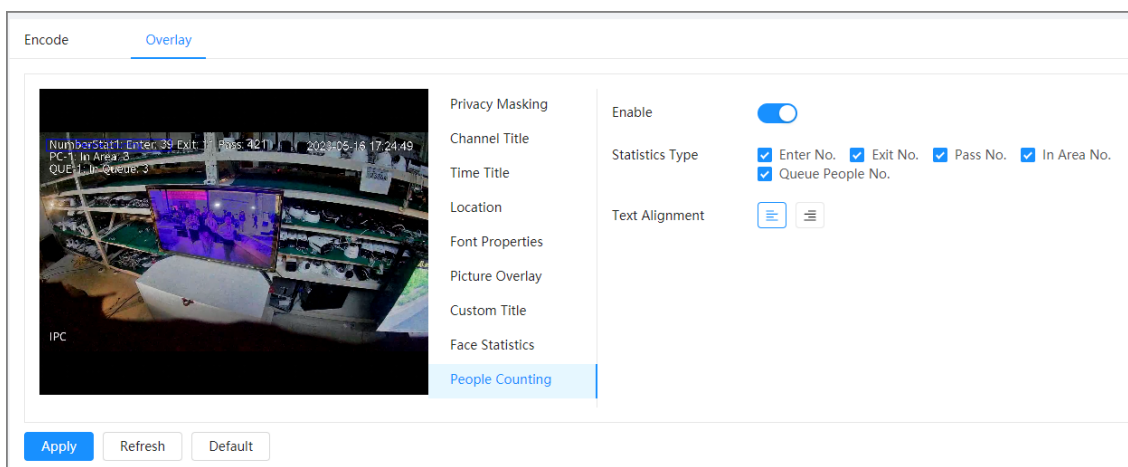 Encode
Overlay
NumberStat1: Enter: 39 Exit: 11 Pass: 421
2023-05-16 17:24:49
PC-1: In Area: 3
QUE-1: In Queue: 3
IPC
Privacy Masking
Channel Title
Time Title
Location
Font Properties
Picture Overlay
Custom Title
Face Statistics
People Counting
Enable
Statistics Type
Enter No.
Exit No.
Pass No.
In Area No.
Queue People No.
Text Alignment
Apply
Refresh
Default